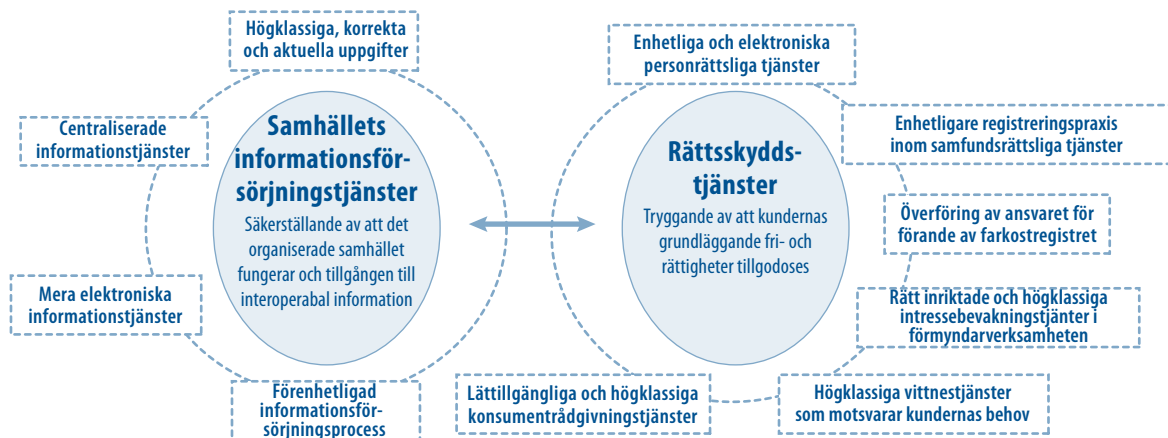 Högklassiga, korrekta
och aktuella uppgifter
Centraliserade
informationstjänster
Samhällets
informationsför-
sörjningstjänster
Säkerställande av att det
organiserade samhället
fungerar och tillgången till
interoperabal information
Mera elektroniska
informationstjänster
Förenhetligad
informationsför-
sörjningsprocess
Enhetliga och elektroniska
personrättsliga tjänster
Rättsskydds-
tjänster
Tryggande av att kundernas
grundläggande fri- och
rättigheter tillgodoses
Enhetligare registreringspraxis
inom samfundsrättsliga tjänster
Överföring av ansvaret för
förande av farkostregistret
Rätt inriktade och högklassiga
intressebevakningstjänter i
förmyndarverksamheten
Högklassiga vittnestjänster
som motsvarar kundernas behov
Lättillgängliga och högklassiga
konsumentrådgivningstjänster